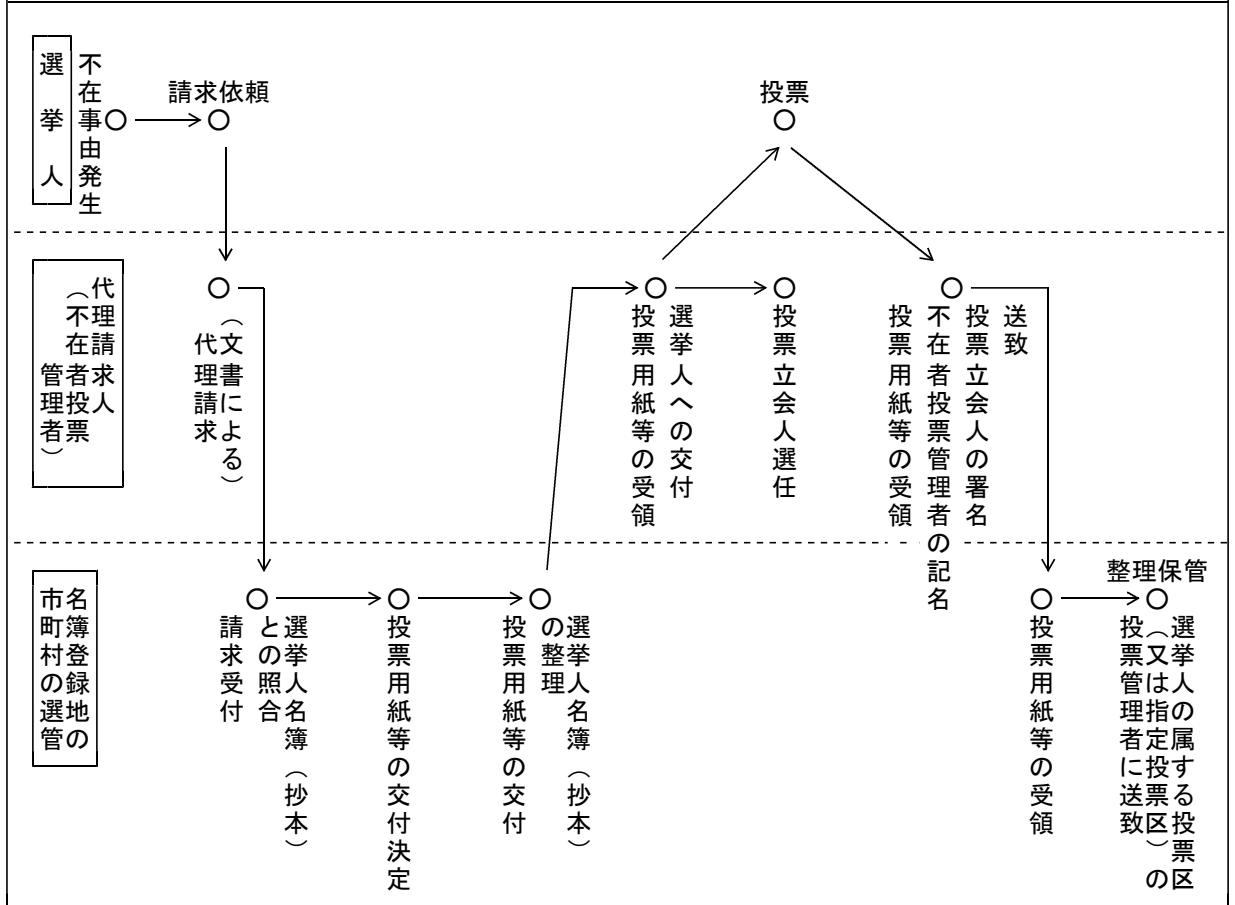 選挙人
不在事由発生
請求依頼
投票
代理請求人
（不在者投票
管理者）
（文書による）
代理請求
投票用紙等の受領
選挙人への交付
投票立会人選任
投票用紙等の受領
不在者投票管理者の記名
投票立会人の署名
送致
名簿登録地の
市町村の選管
請求受付
選挙人名簿（抄本）
との照合
投票用紙等の交付決定
投票用紙等の交付
選挙人名簿（抄本）
の整理
投票用紙等の受領
整理保管
選挙人の属する投票区
（又は指定投票区）の
投票管理者に送致